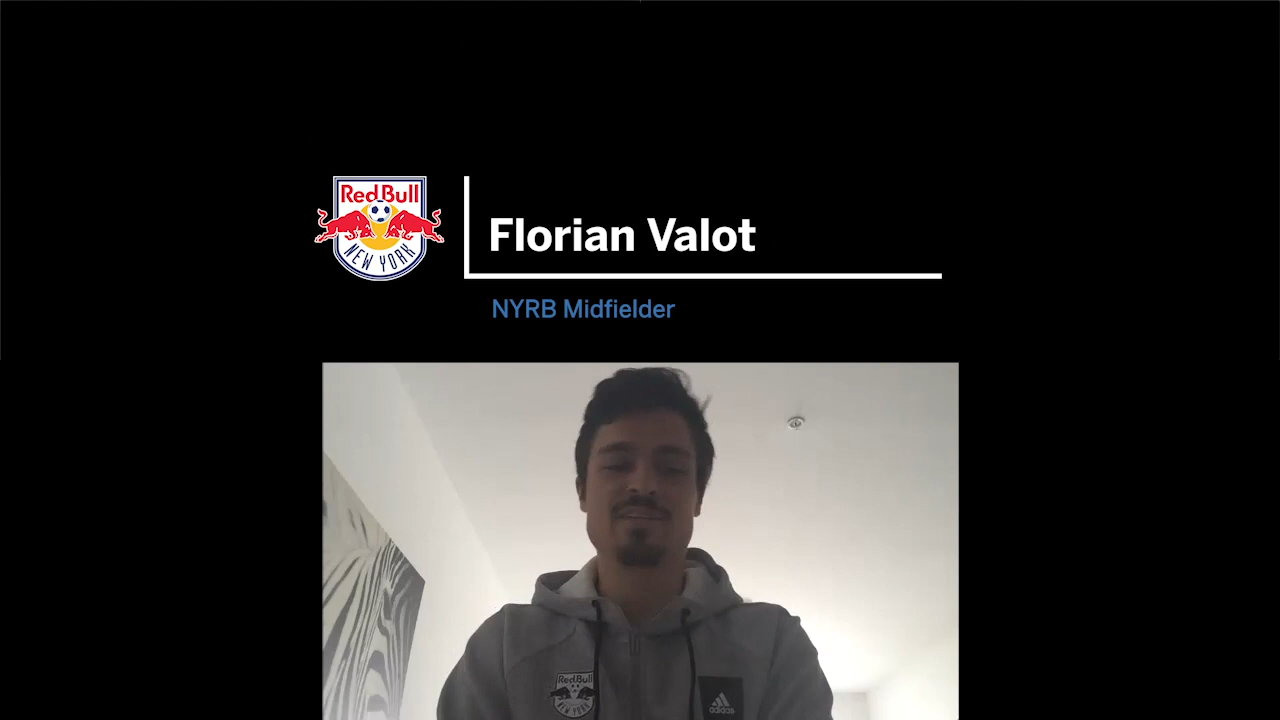 Red Bull
NEW YORK
Florian Valot
NYRB Midfielder
Red Bull
NEW YORK
adidas